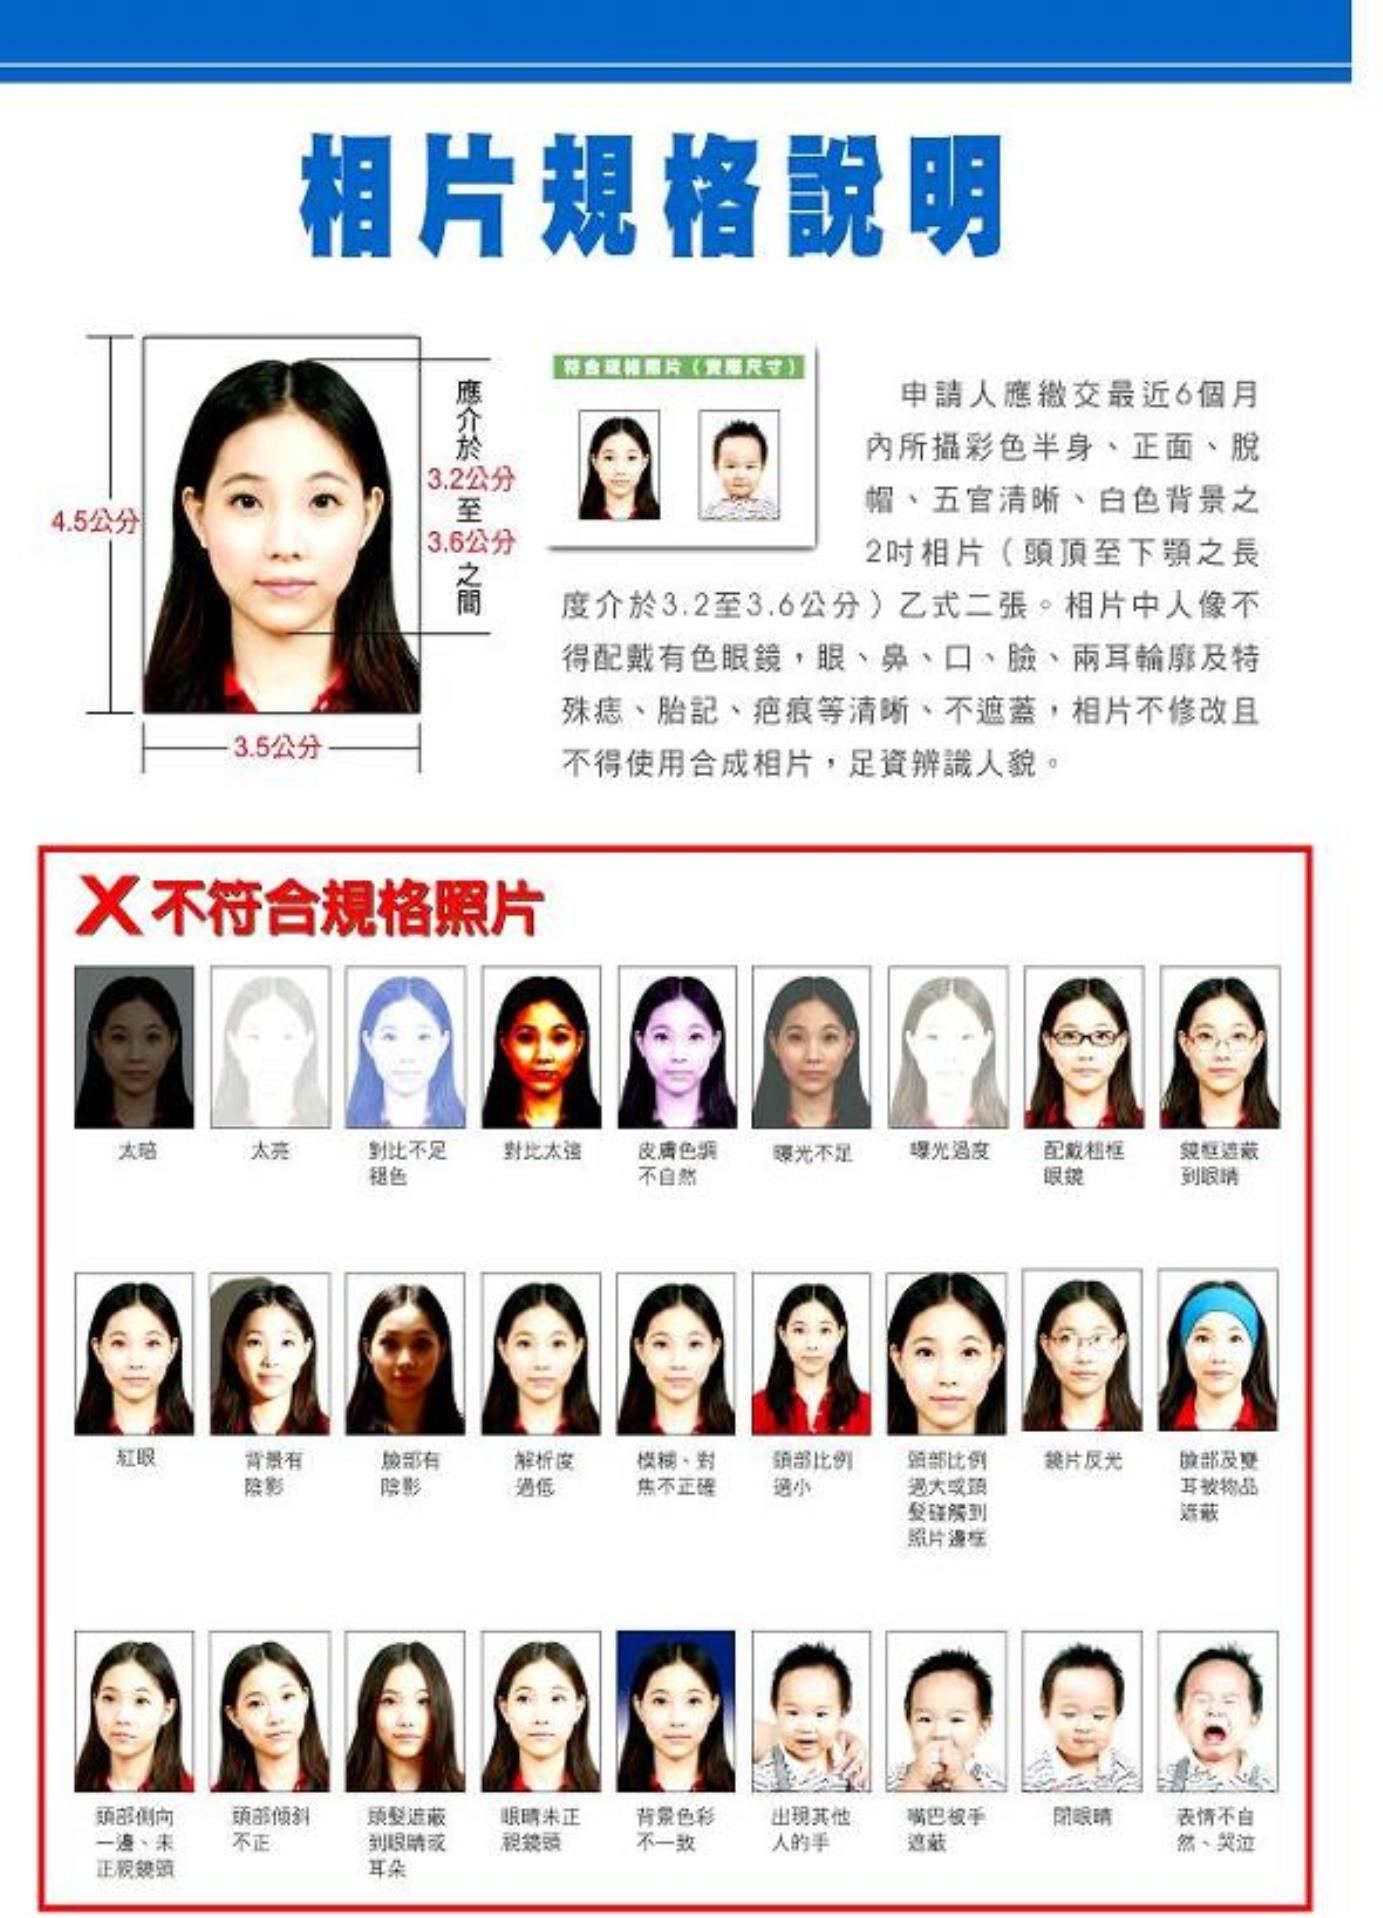 相片規格說明
4.5公分
3.5公分
應介於
3.2公分
至
3.6公分
之間
符合規格照片（實際尺寸）
申請人應繳交最近6個月
內所攝彩色半身、正面、脫
帽、五官清晰、白色背景之
2吋相片（頭頂至下顎之長
度介於3.2至3.6公分）乙式二張。相片中人像不
得配戴有色眼鏡，眼、鼻、口、臉、兩耳輪廓及特
殊痣、胎記、疤痕等清晰、不遮蓋，相片不修改且
不得使用合成相片，足資辨識人貌。
X不符合規格照片
太暗
太亮
對比不足
褪色
對比太強
皮膚色調
不自然
曝光不足
曝光過度
配戴粗框
眼鏡
鏡框遮蔽
到眼睛
紅眼
背景有
陰影
臉部有
陰影
解析度
過低
模糊、對
焦不正確
頭部比例
過小
頭部比例
過大或頭
髮碰觸到
照片邊框
鏡片反光
臉部及雙
耳被物品
遮蔽
頭部側向
一邊、未
正視鏡頭
頭部傾斜
不正
頭髮遮蔽
到眼睛或
耳朵
眼睛未正
視鏡頭
背景色彩
不一致
出現其他
人的手
嘴巴被手
遮蔽
閉眼睛
表情不自
然、哭泣